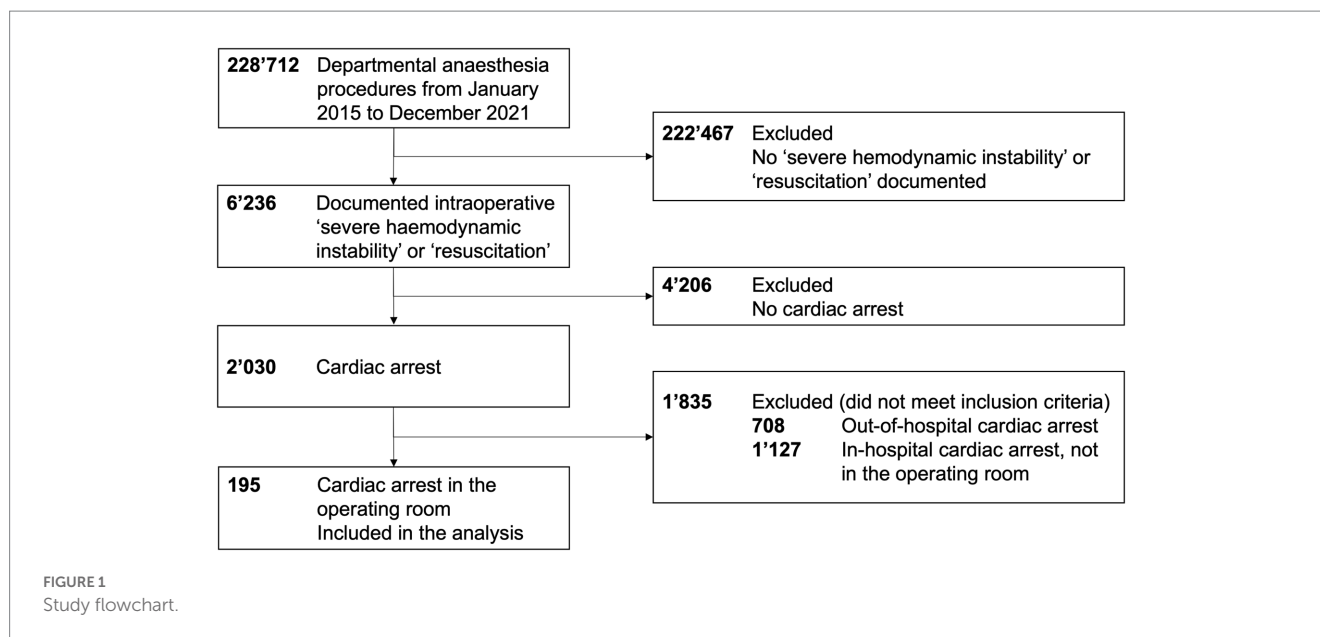 228’712 Departmental anaesthesia
procedures from January
2015 to December 2021
222’467 Excluded
No ‘severe hemodynamic instability’ or
‘resuscitation’ documented
6’236 Documented intraoperative
‘severe haemodynamic
instability’ or ‘resuscitation’
4’206 Excluded
No cardiac arrest
2’030 Cardiac arrest
1’835 Excluded (did not meet inclusion criteria)
708 Out-of-hospital cardiac arrest
1’127 In-hospital cardiac arrest, not
in the operating room
195 Cardiac arrest in the
operating room
Included in the analysis
FIGURE 1
Study flowchart.